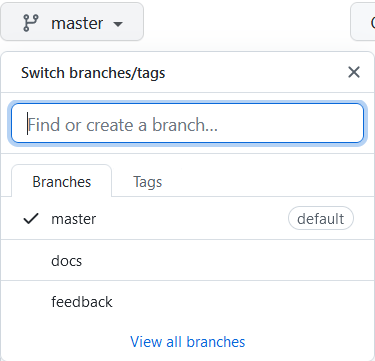 master
Switch branches/tags
Find or create a branch...
Branches Tags
master default
docs
feedback
View all branches